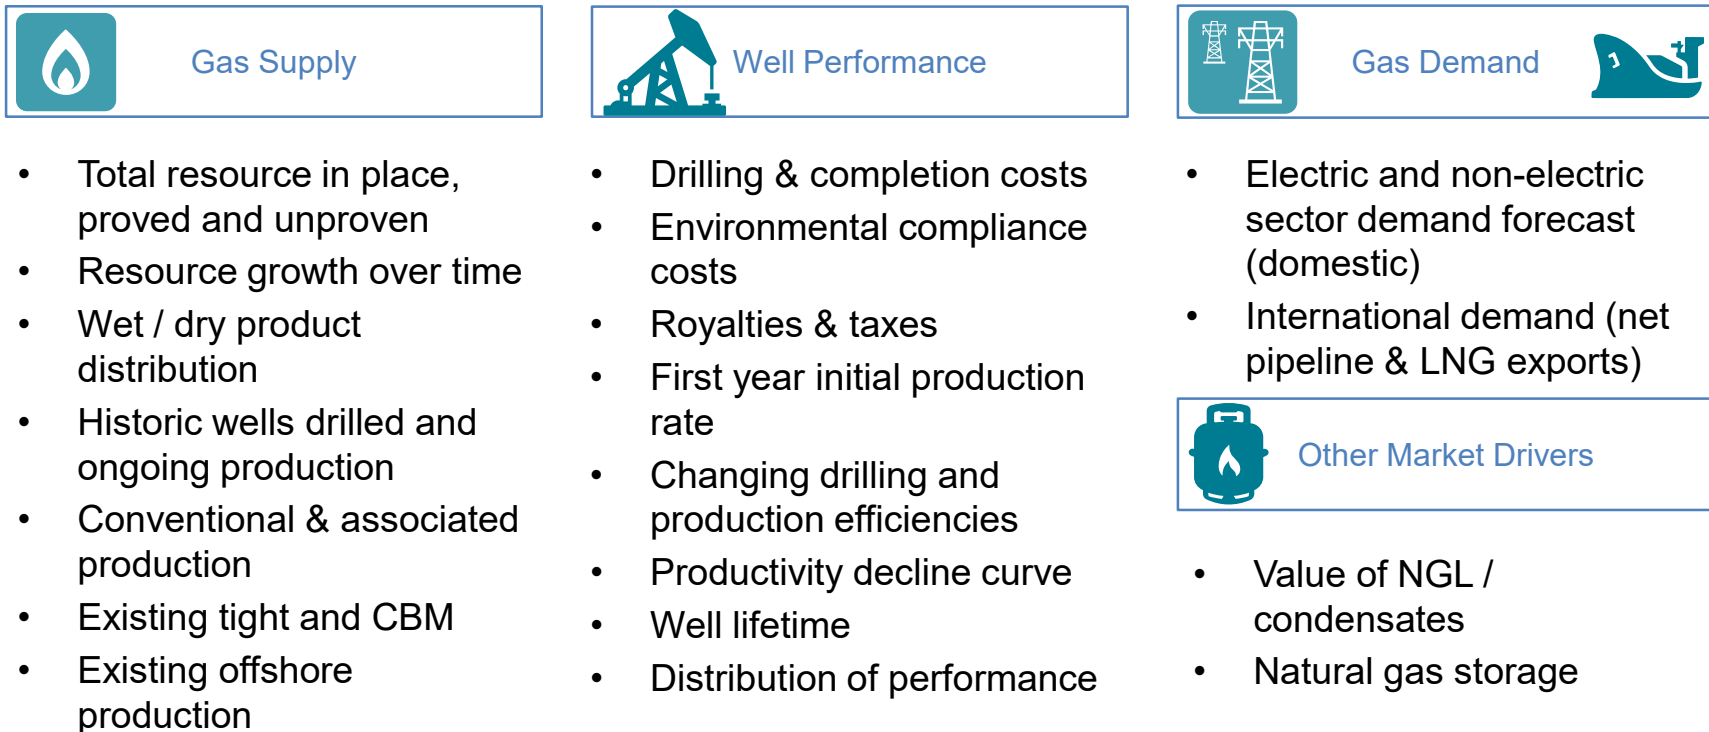 Gas Supply
• Total resource in place,
proved and unproven
• Resource growth over time
• Wet / dry product
distribution
• Historic wells drilled and
ongoing production
• Conventional & associated
production
• Existing tight and CBM
• Existing offshore
production
Well Performance
• Drilling & completion costs
• Environmental compliance
costs
• Royalties & taxes
• First year initial production
rate
• Changing drilling and
production efficiencies
• Productivity decline curve
• Well lifetime
• Distribution of performance
Gas Demand
• Electric and non-electric
sector demand forecast
(domestic)
• International demand (net
pipeline & LNG exports)
Other Market Drivers
• Value of NGL /
condensates
• Natural gas storage